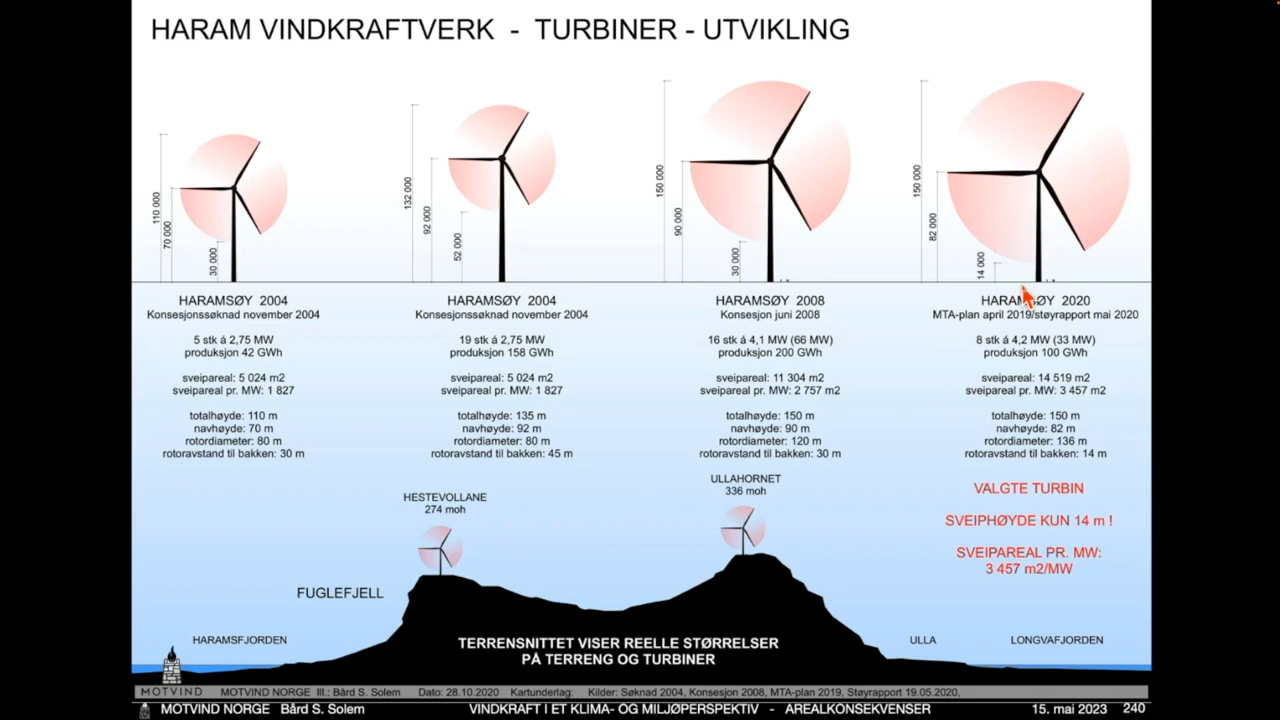 HARAM VINDKRAFTVERK - TURBINER - UTVIKLING
110 000
70 000
30 000
132 000
92 000
52 000
150 000
90 000
30 000
150 000
82 000
14 000
HARAMSØY 2004
Konsesjonssøknad november 2004
5 stk á 2,75 MW
produksjon 42 GWh
sveipareal: 5 024 m2
sveipareal pr. MW: 1 827
totalhøyde: 110 m
navhøyde: 70 m
rotordiameter: 80 m
rotoravstand til bakken: 30 m
HARAMSØY 2004
Konsesjonssøknad november 2004
19 stk á 2,75 MW
produksjon 158 GWh
sveipareal: 5 024 m2
sveipareal pr. MW: 1 827
totalhøyde: 135 m
navhøyde: 92 m
rotordiameter: 80 m
rotoravstand til bakken: 45 m
HARAMSØY 2008
Konsesjon juni 2008
16 stk á 4,1 MW (66 MW)
produksjon 200 GWh
sveipareal: 11 304 m2
sveipareal pr. MW: 2 757 m2
totalhøyde: 150 m
navhøyde: 90 m
rotordiameter: 120 m
rotoravstand til bakken: 30 m
HARAMSØY 2020
MTA-plan april 2019/støyrapport mai 2020
8 stk á 4,2 MW (33 MW)
produksjon 100 GWh
sveipareal: 14 519 m2
sveipareal pr. MW: 3 457 m2
totalhøyde: 150 m
navhøyde: 82 m
rotordiameter: 136 m
rotoravstand til bakken: 14 m
VALGTE TURBIN
SVEIPHØYDE KUN 14 m !
SVEIPAREAL PR. MW:
3 457 m2/MW
HESTEVOLLANE
274 moh
ULLAHORNET
336 moh
FUGLEFJELL
HARAMSFJORDEN
ULLA
LONGVAFJORDEN
TERRENSNITTET VISER REELLE STØRRELSER
PÅ TERRENG OG TURBINER
MOTVIND MOTVIND NORGE III.: Bård S. Solem Dato: 28.10.2020 Kartunderlag: Kilder: Søknad 2004, Konsesjon 2008, MTA-plan 2019, Støyrapport 19.05.2020,
MOTVIND NORGE Bård S. Solem VINDKRAFT I ET KLIMA- OG MILJØPERSPEKTIV - AREALKONSEKVENSER 15. mai 2023 240